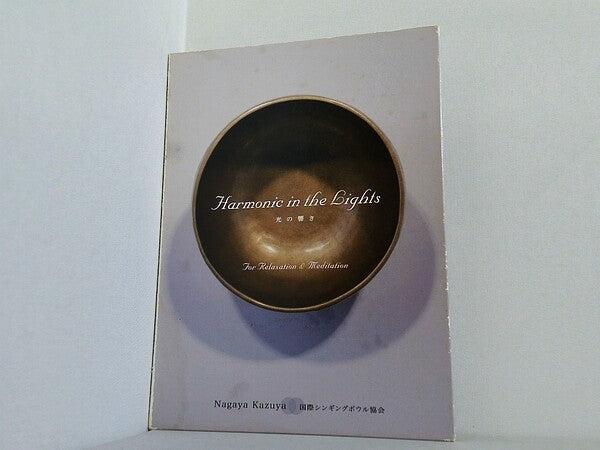 Harmonic in the Lights
光の響き
For Relaxation & Meditation
Nagaya Kazuya 国際シンギングボウル協会